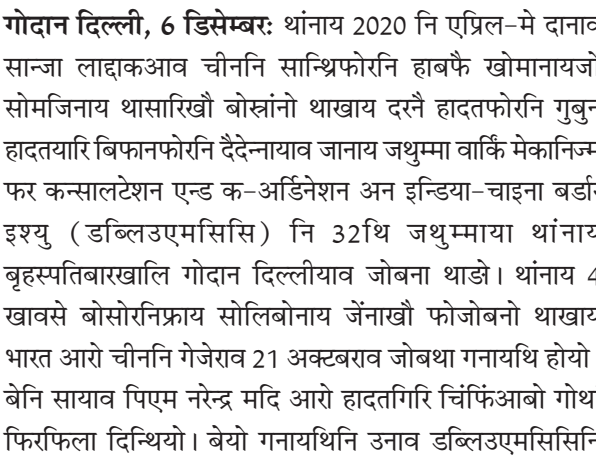 गोदान दिल्ली, 6 डिसेम्बरः थांनाय 2020 नि एप्रिल–मे दानाव
सान्जा लाद्दाकआव चीननि सान्थ्रिफोरनि हाबफै खोमानायजों
सोमजिनाय थासारिखौ बोस्रांनो थाखाय दरनै हादतफोरनि गुबुन
हादतयारि बिफानफोरनि दैदेन्नायाव जानाय जथुम्मा वार्किं मेकानिज्म
फर कन्सालटेशन एन्ड क–अर्डिनेशन अन इन्डिया–चाइना बर्डार
इश्यु (डब्लिउएमसिसि) नि 32थि जथुम्माया थांनाय
बृहस्पतिबारखालि गोदान दिल्लीयाव जोबना थाङो। थांनाय 4
खावसे बोसोरनिफ्राय सोलिबोनाय जेंनाखौ फोजोबनो थाखाय
भारत आरो चीननि गेजेराव 21 अक्टबराव जोबथा गनायथि होयो
बेनि सायाव पिएम नरेन्द्र मदि आरो हादतगिरि चिंफिंआबो गोथा
फिरफिला दिन्थियो। बेयो गनायथिनि उनाव डब्लिउएमसिसिनि